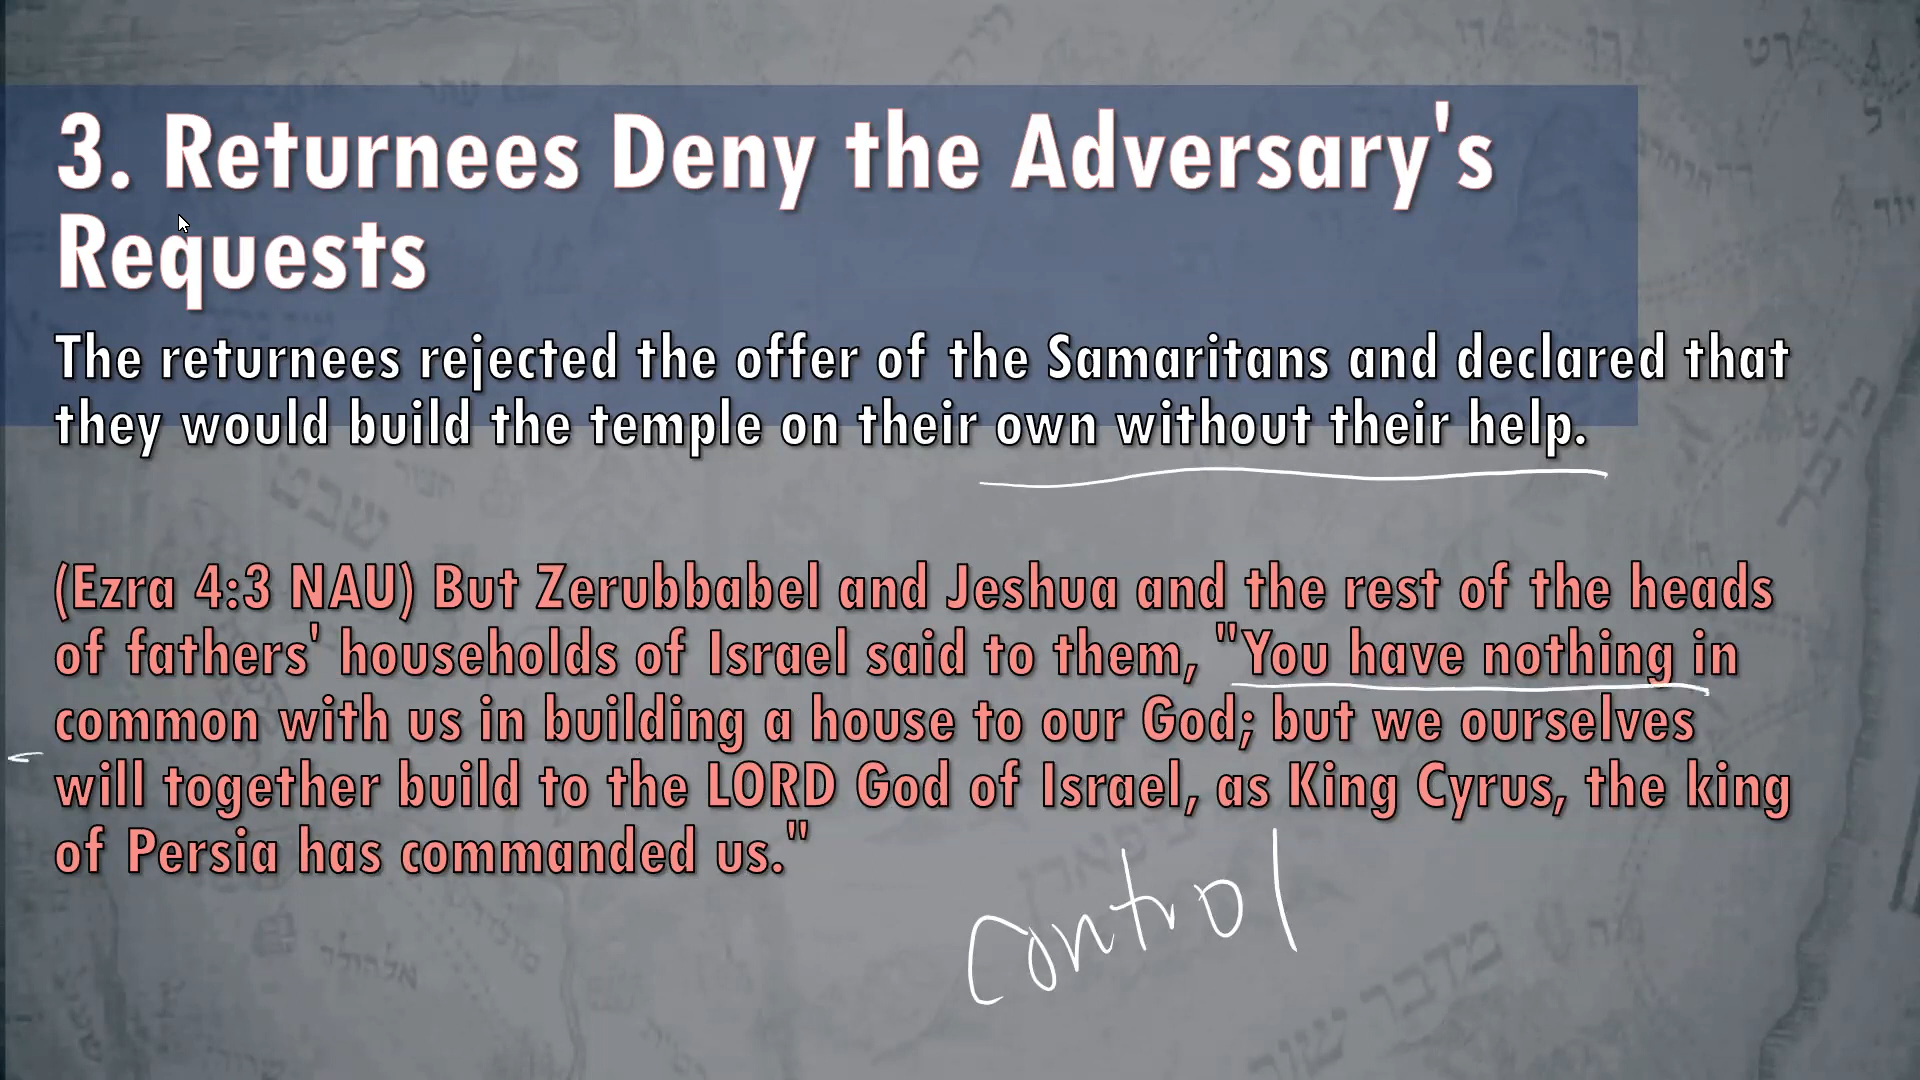 3. Returnees Deny the Adversary's
Requests
The returnees rejected the offer of the Samaritans and declared that
they would build the temple on their own without their help.
(Ezra 4:3 NAU) But Zerubbabel and Jeshua and the rest of the heads
of fathers' households of Israel said to them, "You have nothing in
common with us in building a house to our God; but we ourselves
will together build to the LORD God of Israel, as King Cyrus, the king
of Persia has commanded us."
control
שבט
מדבר שור